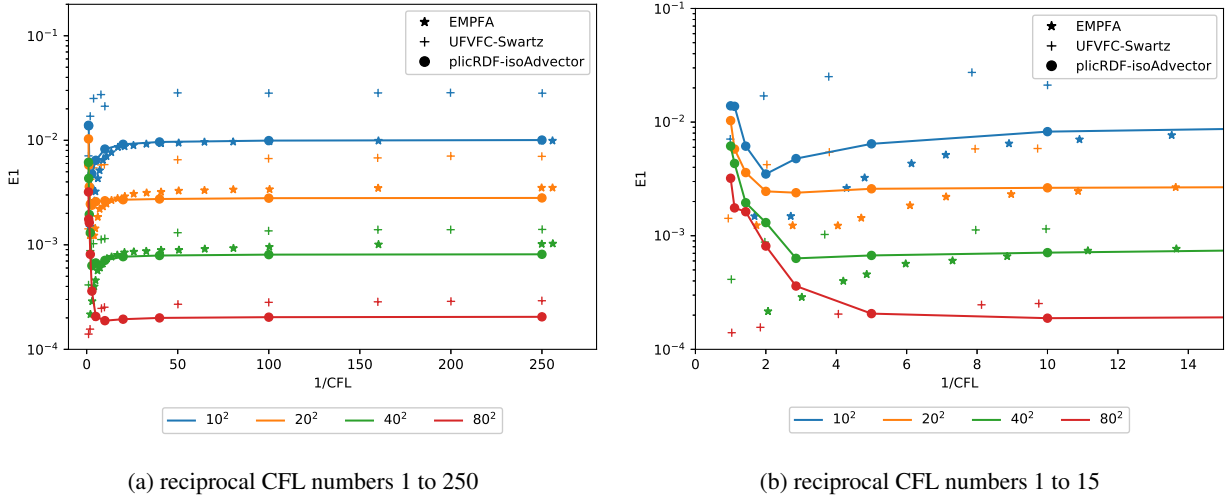 10⁻¹
10⁻²
10⁻³
10⁻⁴
E1
0 50 100 150 200 250
1/CFL
EMPFA
UFVFC-Swartz
plicRDF-isoAdvector
10² 20² 40² 80²
(a) reciprocal CFL numbers 1 to 250
10⁻¹
10⁻²
10⁻³
10⁻⁴
E1
0 2 4 6 8 10 12 14
1/CFL
EMPFA
UFVFC-Swartz
plicRDF-isoAdvector
10² 20² 40² 80²
(b) reciprocal CFL numbers 1 to 15